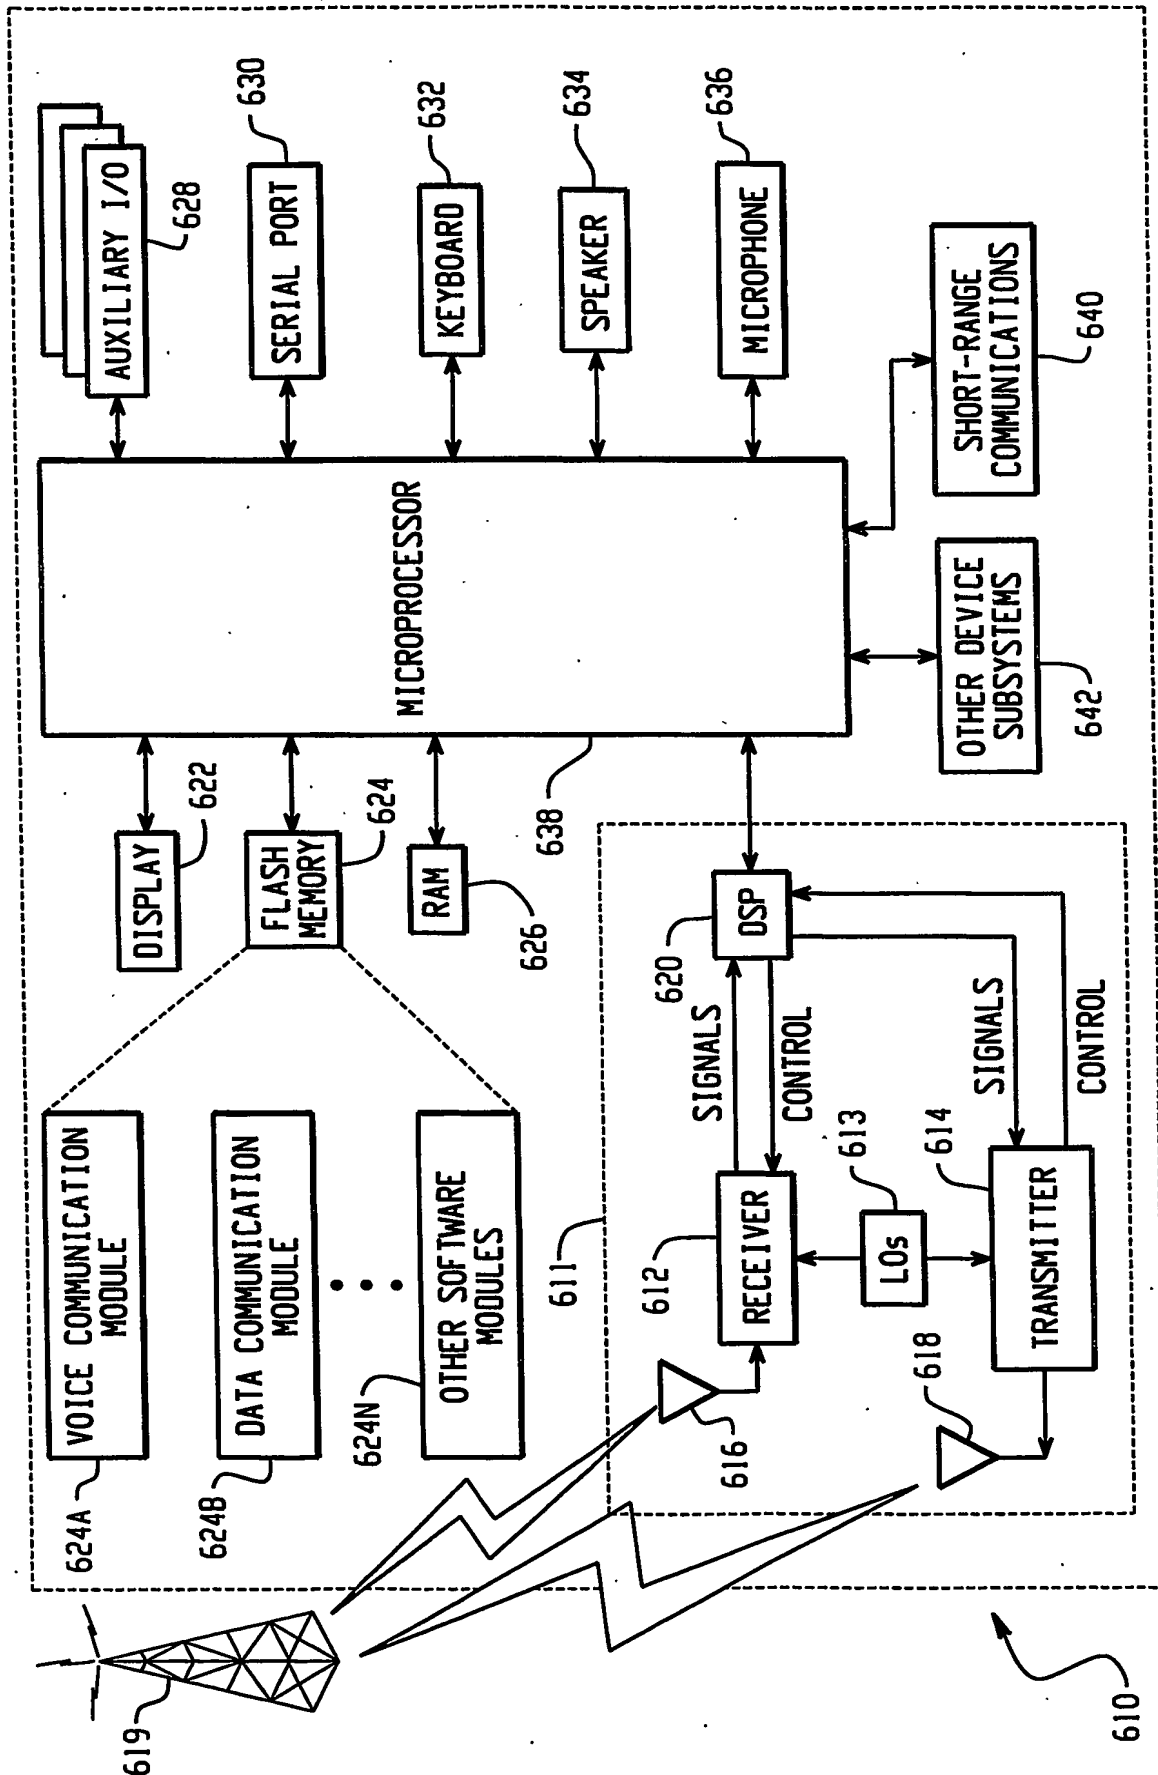 AUXILIARY I/O
628
SERIAL PORT
630
KEYBOARD
632
SPEAKER
634
MICROPHONE
636
MICROPROCESSOR
638
SHORT-RANGE
COMMUNICATIONS
640
OTHER DEVICE
SUBSYSTEMS
642
DISPLAY
622
FLASH
MEMORY
624
RAM
626
VOICE COMMUNICATION
MODULE
624A
DATA COMMUNICATION
MODULE
624B
OTHER SOFTWARE
MODULES
624N
DSP
620
SIGNALS
CONTROL
SIGNALS
CONTROL
611
RECEIVER
612
LOs
613
TRANSMITTER
614
616
618
619
610